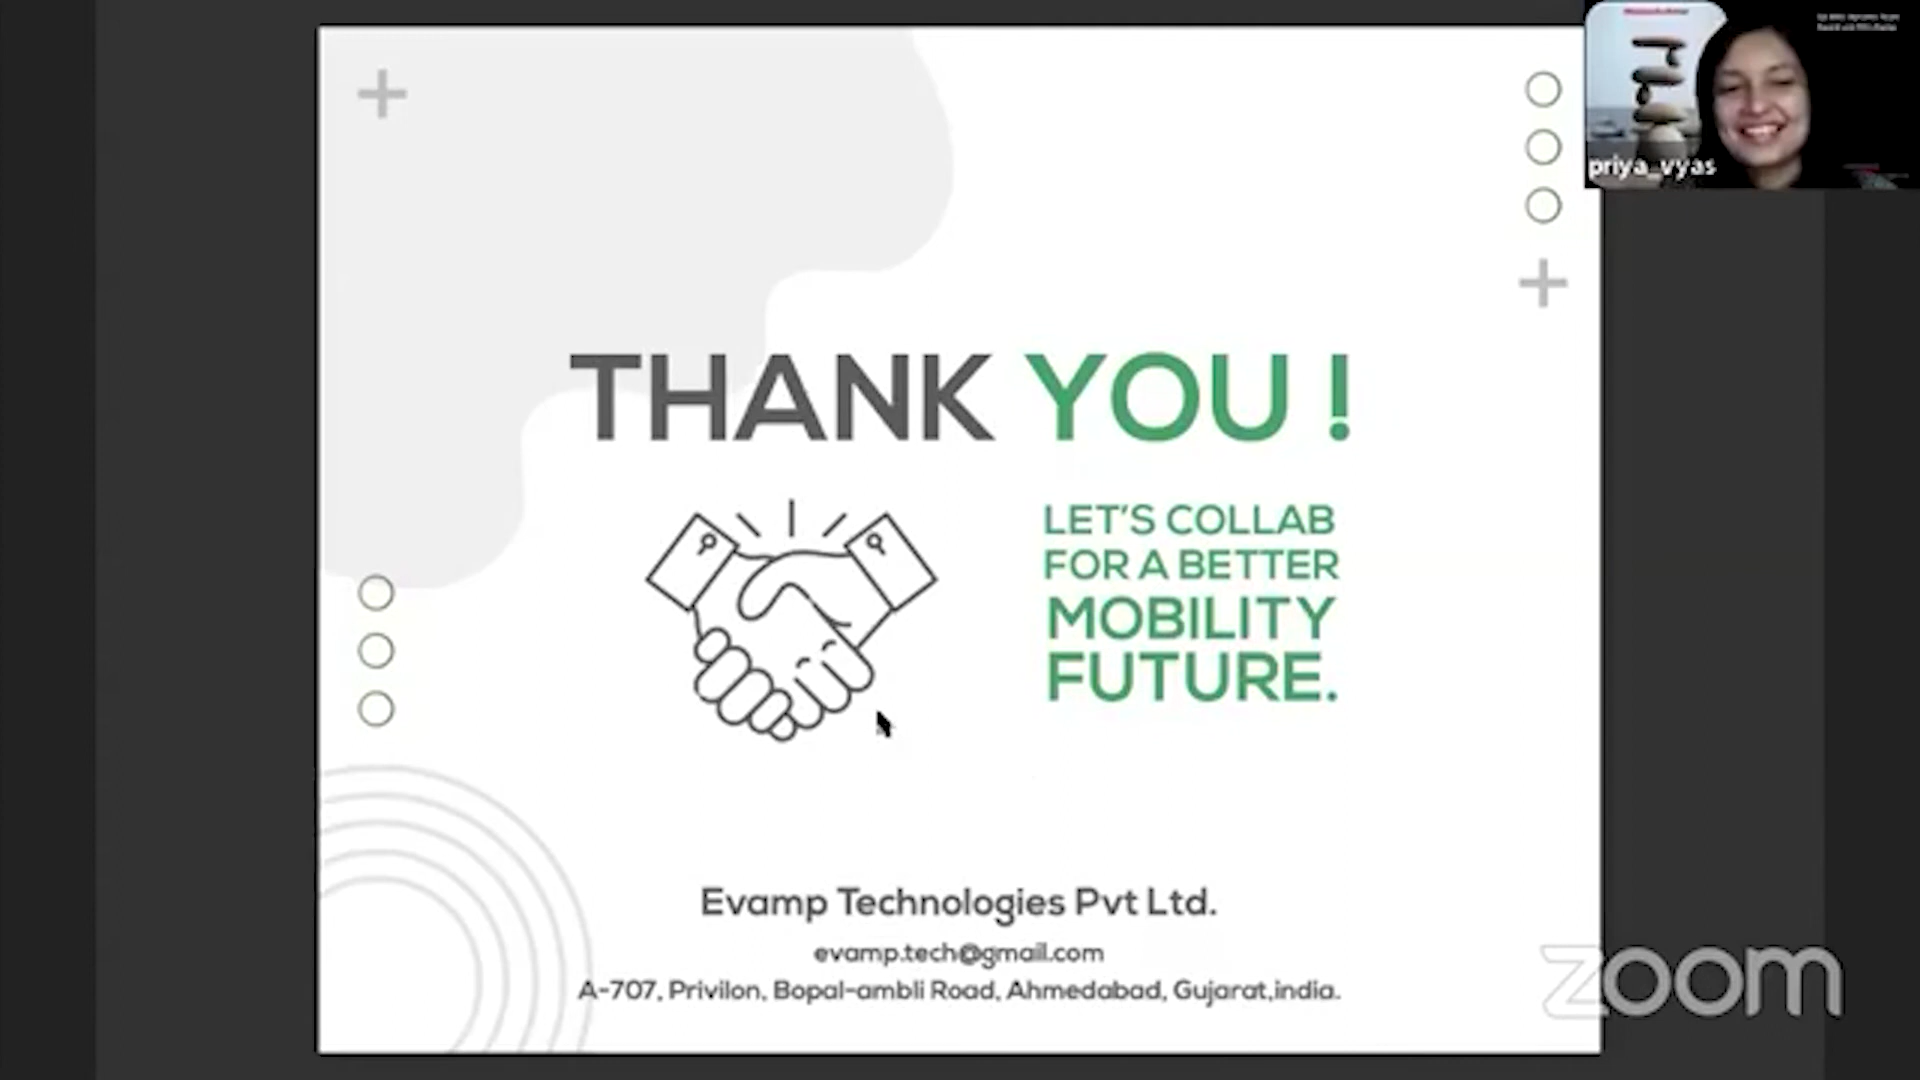 THANK YOU !
LET'S COLLAB
FOR A BETTER
MOBILITY
FUTURE.
Evamp Technologies Pvt Ltd.
evamp.tech@gmail.com
A-707, Privilon, Bopal-ambli Road, Ahmedabad, Gujarat,india.
priya_vyas
zoom